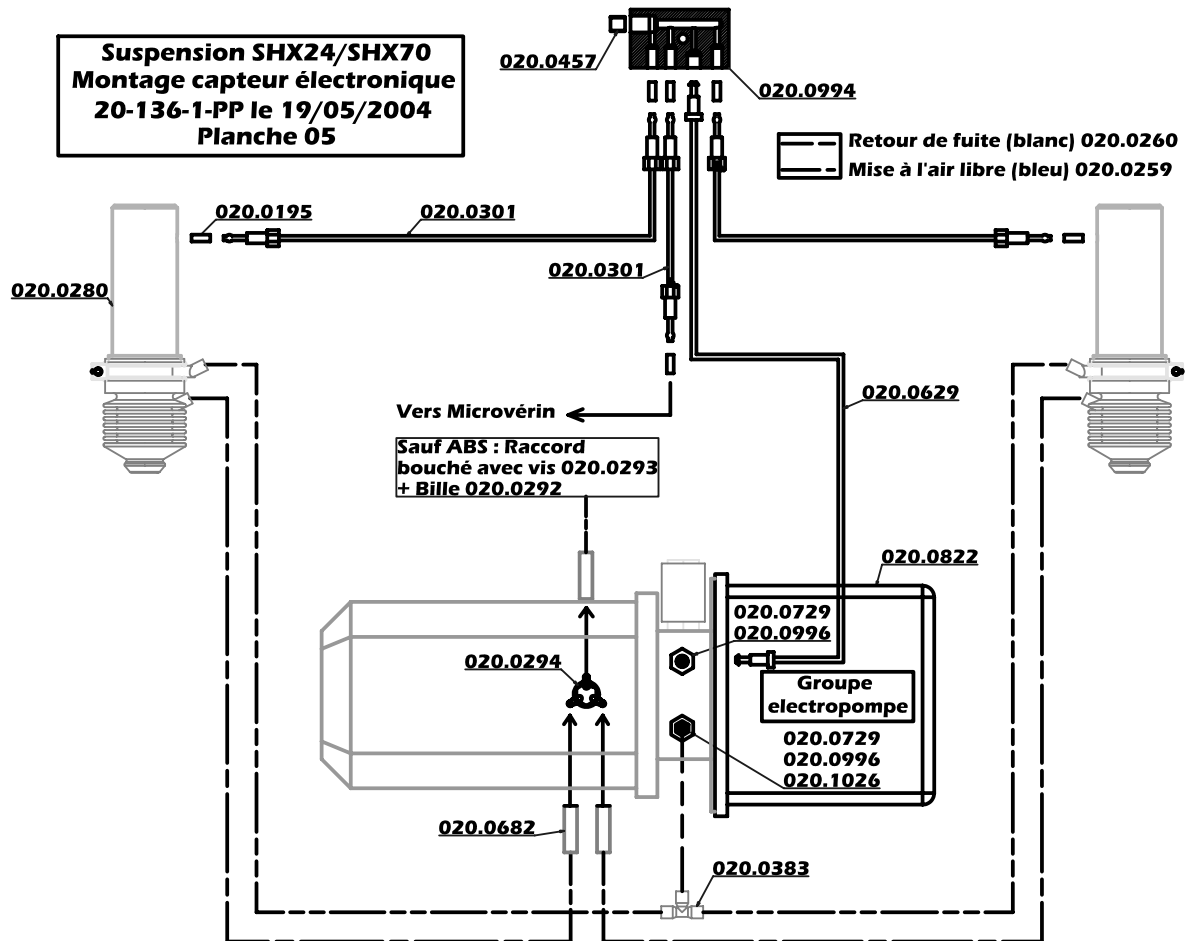 Suspension SHX24/SHX70
Montage capteur électronique
20-136-1-PP le 19/05/2004
Planche 05
020.0457
020.0994
Retour de fuite (blanc) 020.0260
Mise à l'air libre (bleu) 020.0259
020.0195
020.0301
020.0301
020.0280
020.0629
Vers Microvérin
Sauf ABS : Raccord
bouché avec vis 020.0293
+ Bille 020.0292
020.0822
020.0729
020.0996
020.0294
Groupe
electropompe
020.0729
020.0996
020.1026
020.0682
020.0383